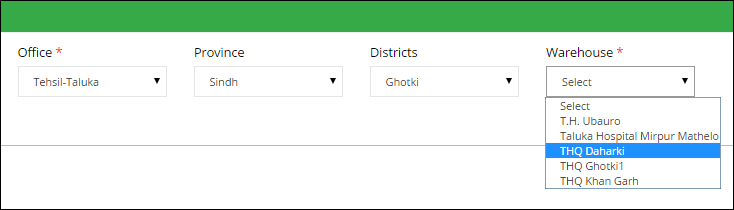 Office * Province Districts Warehouse *
Tehsil-Taluka Sindh Ghotki Select
Select
T.H. Ubauro
Taluka Hospital Mirpur Mathelo
THQ Daharki
THQ Ghotki1
THQ Khan Garh